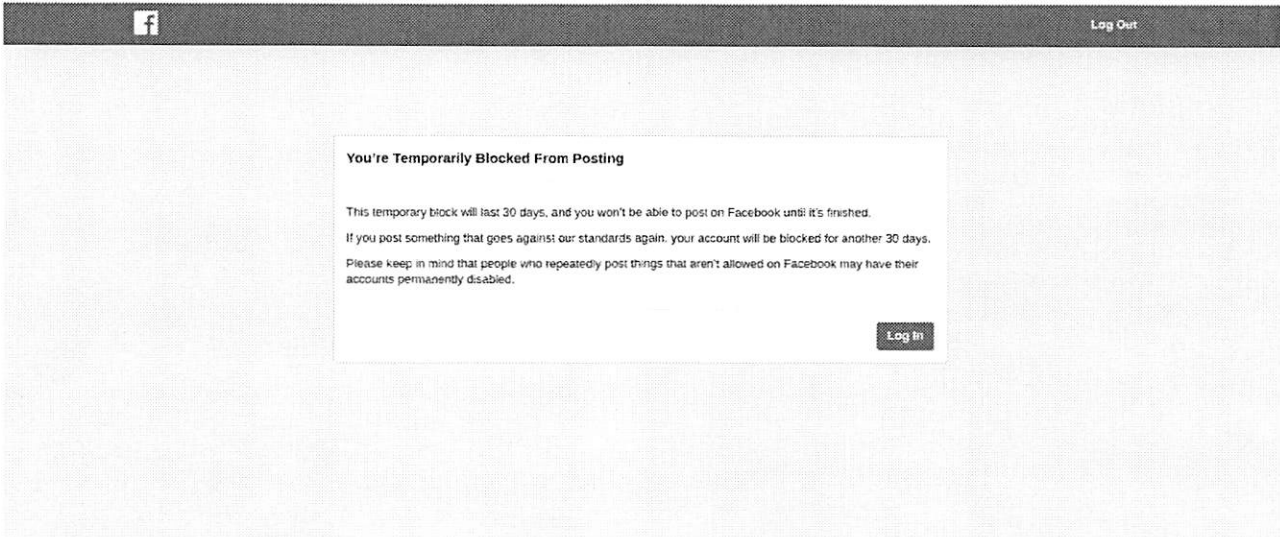 f
Log Out
You're Temporarily Blocked From Posting
This temporary block will last 30 days, and you won't be able to post on Facebook until it's finished.
If you post something that goes against our standards again, your account will be blocked for another 30 days.
Please keep in mind that people who repeatedly post things that aren't allowed on Facebook may have their
accounts permanently disabled.
Log In